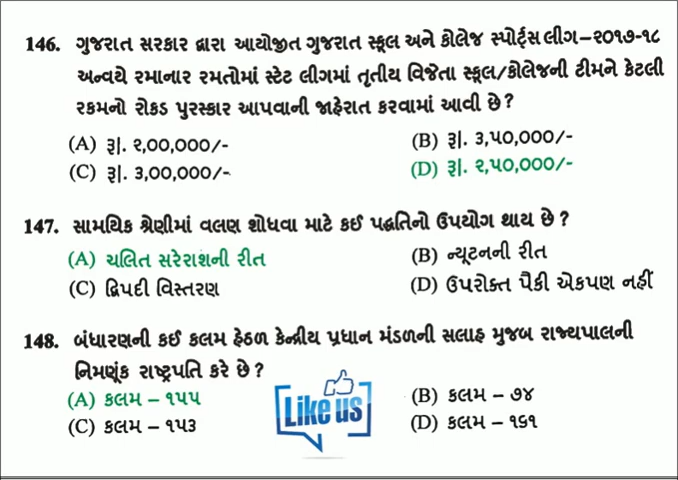 146. ગુજરાત સરકાર દ્વારા આયોજીત ગુજરાત સ્કૂલ અને કોલેજ સ્પોર્ટ્સ લીગ–૨૦૧૭-૧૮
અન્વયે રમાનાર રમતોમાં સ્ટેટ લીગમાં તૃતીય વિજેતા સ્કૂલ/કોલેજની ટીમને કેટલી
રકમનો રોકડ પુરસ્કાર આપવાની જાહેરાત કરવામાં આવી છે?
(A) રૂા. ૨,૦૦,૦૦૦/- (B) રૂા. ૩,૫૦,૦૦૦/-
(C) રૂા. ૩,૦૦,૦૦૦/- (D) રૂા. ૨,૫૦,૦૦૦/-
147. સામયિક શ્રેણીમાં વલણ શોધવા માટે કઈ પદ્ધતિનો ઉપયોગ થાય છે?
(A) ચલિત સરેરાશની રીત (B) ન્યૂટનની રીત
(C) દ્વિપદી વિસ્તરણ (D) ઉપરોક્ત પૈકી એકપણ નહીં
148. બંધારણની કઈ કલમ હેઠળ કેન્દ્રીય પ્રધાન મંડળની સલાહ મુજબ રાજ્યપાલની
નિમણૂંક રાષ્ટ્રપતિ કરે છે?
(A) કલમ – ૧૫૫ (B) કલમ – ૭૪
(C) કલમ – ૧૫૩ (D) કલમ – ૧૬૧
Like us